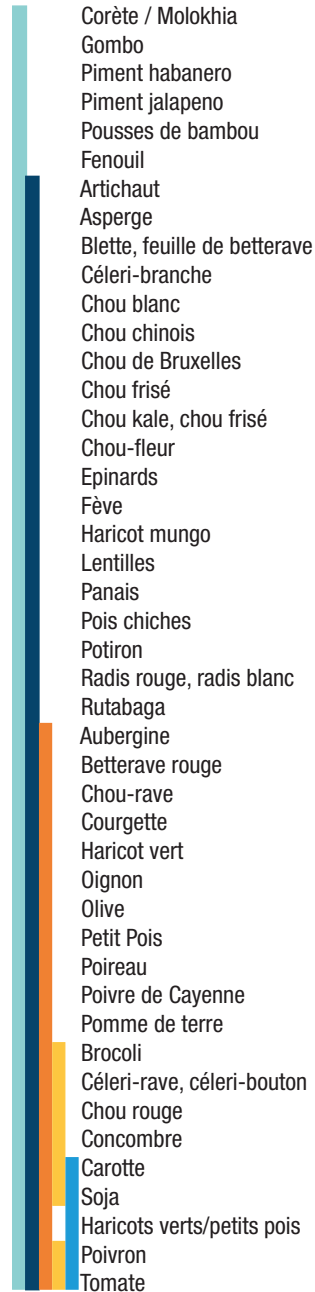 Corète / Molokhia
Gombo
Piment habanero
Piment jalapeno
Pousses de bambou
Fenouil
Artichaut
Asperge
Blette, feuille de betterave
Céleri-branche
Chou blanc
Chou chinois
Chou de Bruxelles
Chou frisé
Chou kale, chou frisé
Chou-fleur
Epinards
Fève
Haricot mungo
Lentilles
Panais
Pois chiches
Potiron
Radis rouge, radis blanc
Rutabaga
Aubergine
Betterave rouge
Chou-rave
Courgette
Haricot vert
Oignon
Olive
Petit Pois
Poireau
Poivre de Cayenne
Pomme de terre
Brocoli
Céleri-rave, céleri-bouton
Chou rouge
Concombre
Carotte
Soja
Haricots verts/petits pois
Poivron
Tomate